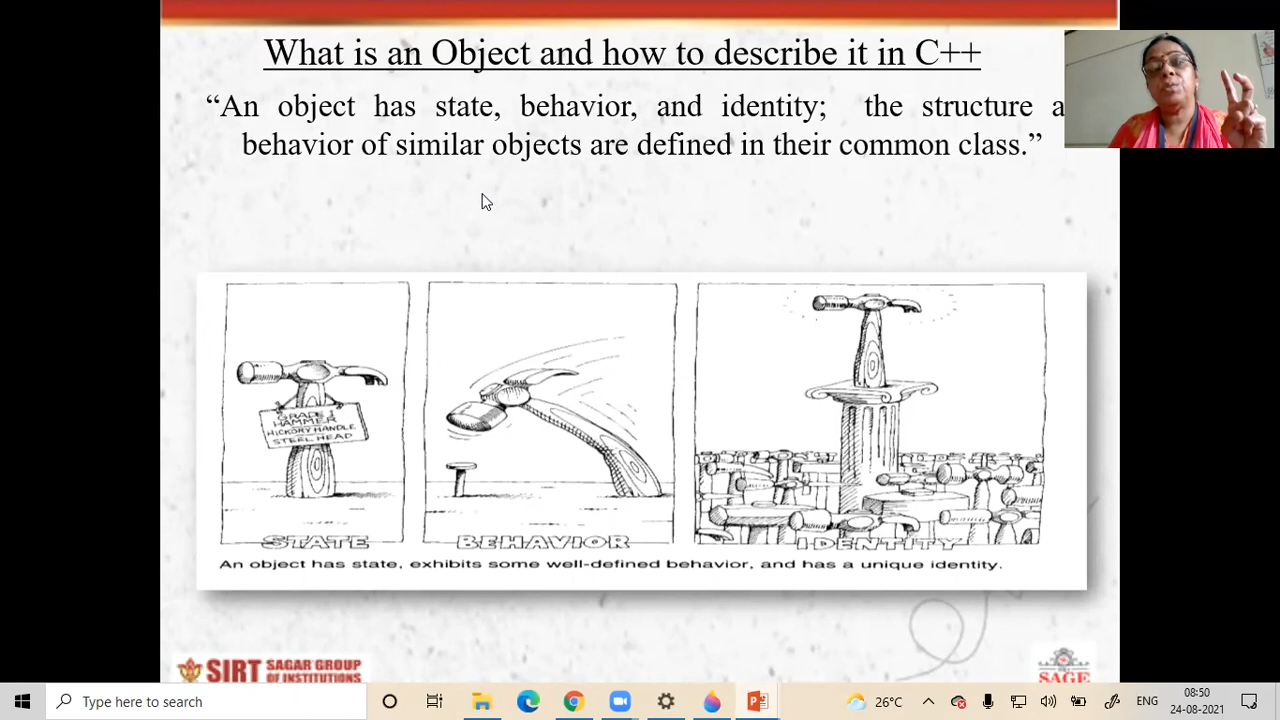 What is an Object and how to describe it in C++
“An object has state, behavior, and identity; the structure a
behavior of similar objects are defined in their common class.”
GRADE 1
HAMMER
HICKORY HANDLE
STEEL HEAD
STATE
BEHAVIOR
IDENTITY
An object has state, exhibits some well-defined behavior, and has a unique identity.
SIRT SAGAR GROUP
OF INSTITUTIONS
SAGE
Type here to search
26°C
ENG
08:50
24-08-2021